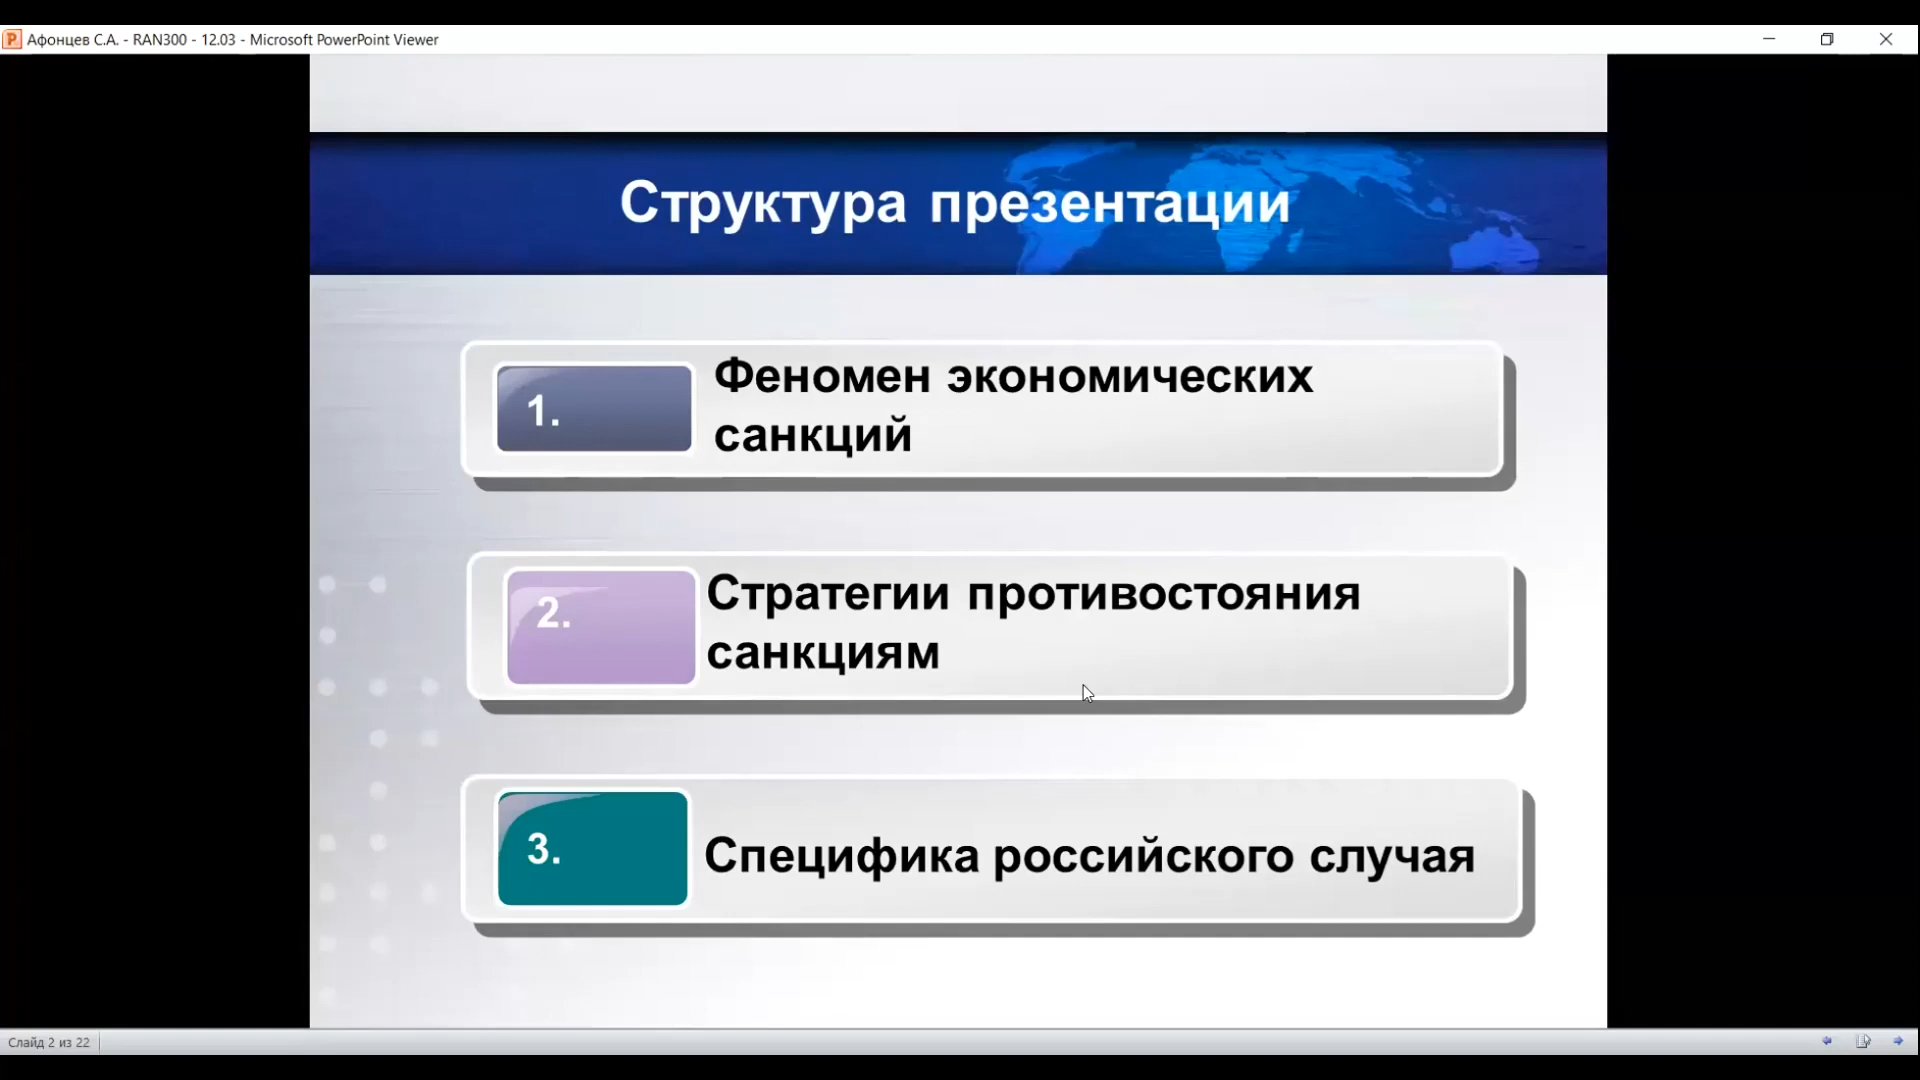 Афонцев С.А. - RAN300 - 12.03 - Microsoft PowerPoint Viewer
Структура презентации
1.
Феномен экономических
санкций
2.
Стратегии противостояния
санкциям
3.
Специфика российского случая
Слайд 2 из 22